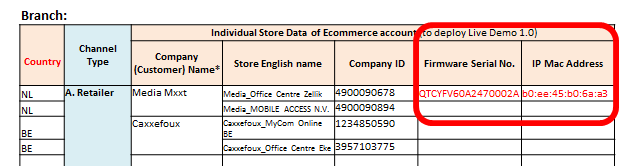 Branch:
Individual Store Data of Ecommerce account (to deploy Live Demo 1.0)
Country Channel Type Company (Customer) Name* Store English name Company ID Firmware Serial No. IP Mac Address
NL A. Retailer Media Mxxt Media_Office Centre Zellik 4900090678 QTCYFV60A2470002A b0:ee:45:b0:6a:a3
NL Media_MOBILE ACCESS N.V. 4900090894
BE Caxxefoux Caxxefoux_MyCom Online BE 1234850590
BE Caxxefoux_Office Centre Eke 3957103775